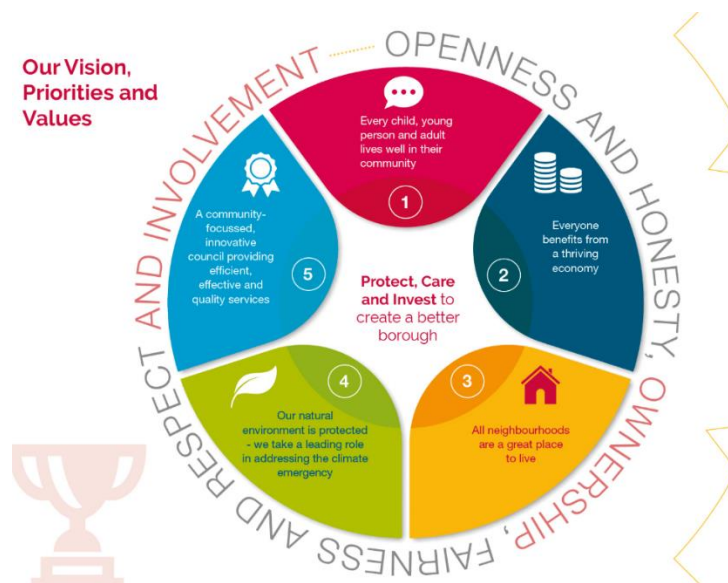 Our Vision,
Priorities and
Values
OPENNESS AND HONESTY, OWNERSHIP, FAIRNESS AND RESPECT AND INVOLVEMENT
Every child, young
person and adult
lives well in their
community
1
Everyone
benefits from
a thriving
economy
2
All neighbourhoods
are a great place
to live
3
Our natural
environment is protected
- we take a leading role
in addressing the climate
emergency
4
A community-
focussed,
innovative
council providing
efficient,
effective and
quality services
5
Protect, Care
and Invest to
create a better
borough